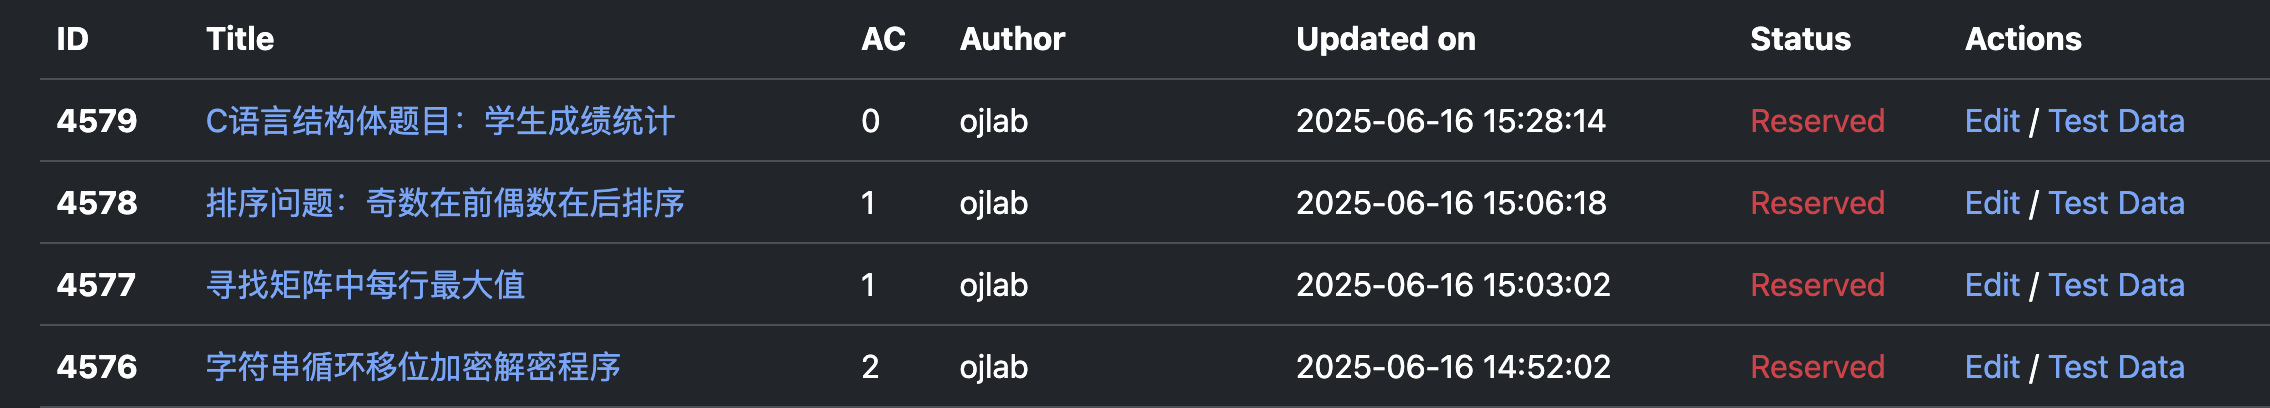 ID Title AC Author Updated on Status Actions
4579 C语言结构体题目：学生成绩统计 0 ojlab 2025-06-16 15:28:14 Reserved Edit / Test Data
4578 排序问题：奇数在前偶数在后排序 1 ojlab 2025-06-16 15:06:18 Reserved Edit / Test Data
4577 寻找矩阵中每行最大值 1 ojlab 2025-06-16 15:03:02 Reserved Edit / Test Data
4576 字符串循环移位加密解密程序 2 ojlab 2025-06-16 14:52:02 Reserved Edit / Test Data